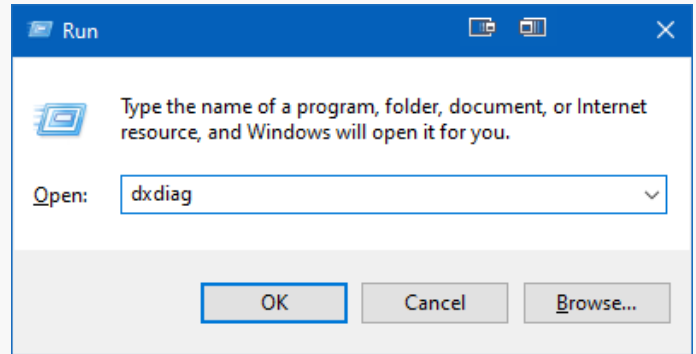 Run
Type the name of a program, folder, document, or Internet
resource, and Windows will open it for you.
Open: dxdiag
OK Cancel Browse...